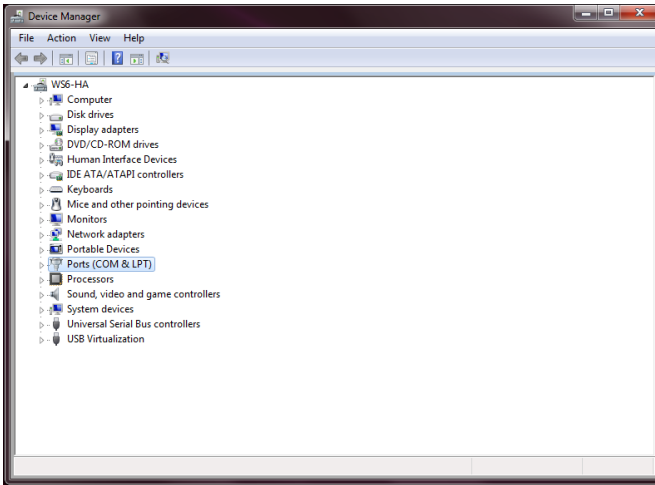 Device Manager
File Action View Help
WS6-HA
Computer
Disk drives
Display adapters
DVD/CD-ROM drives
Human Interface Devices
IDE ATA/ATAPI controllers
Keyboards
Mice and other pointing devices
Monitors
Network adapters
Portable Devices
Ports (COM & LPT)
Processors
Sound, video and game controllers
System devices
Universal Serial Bus controllers
USB Virtualization